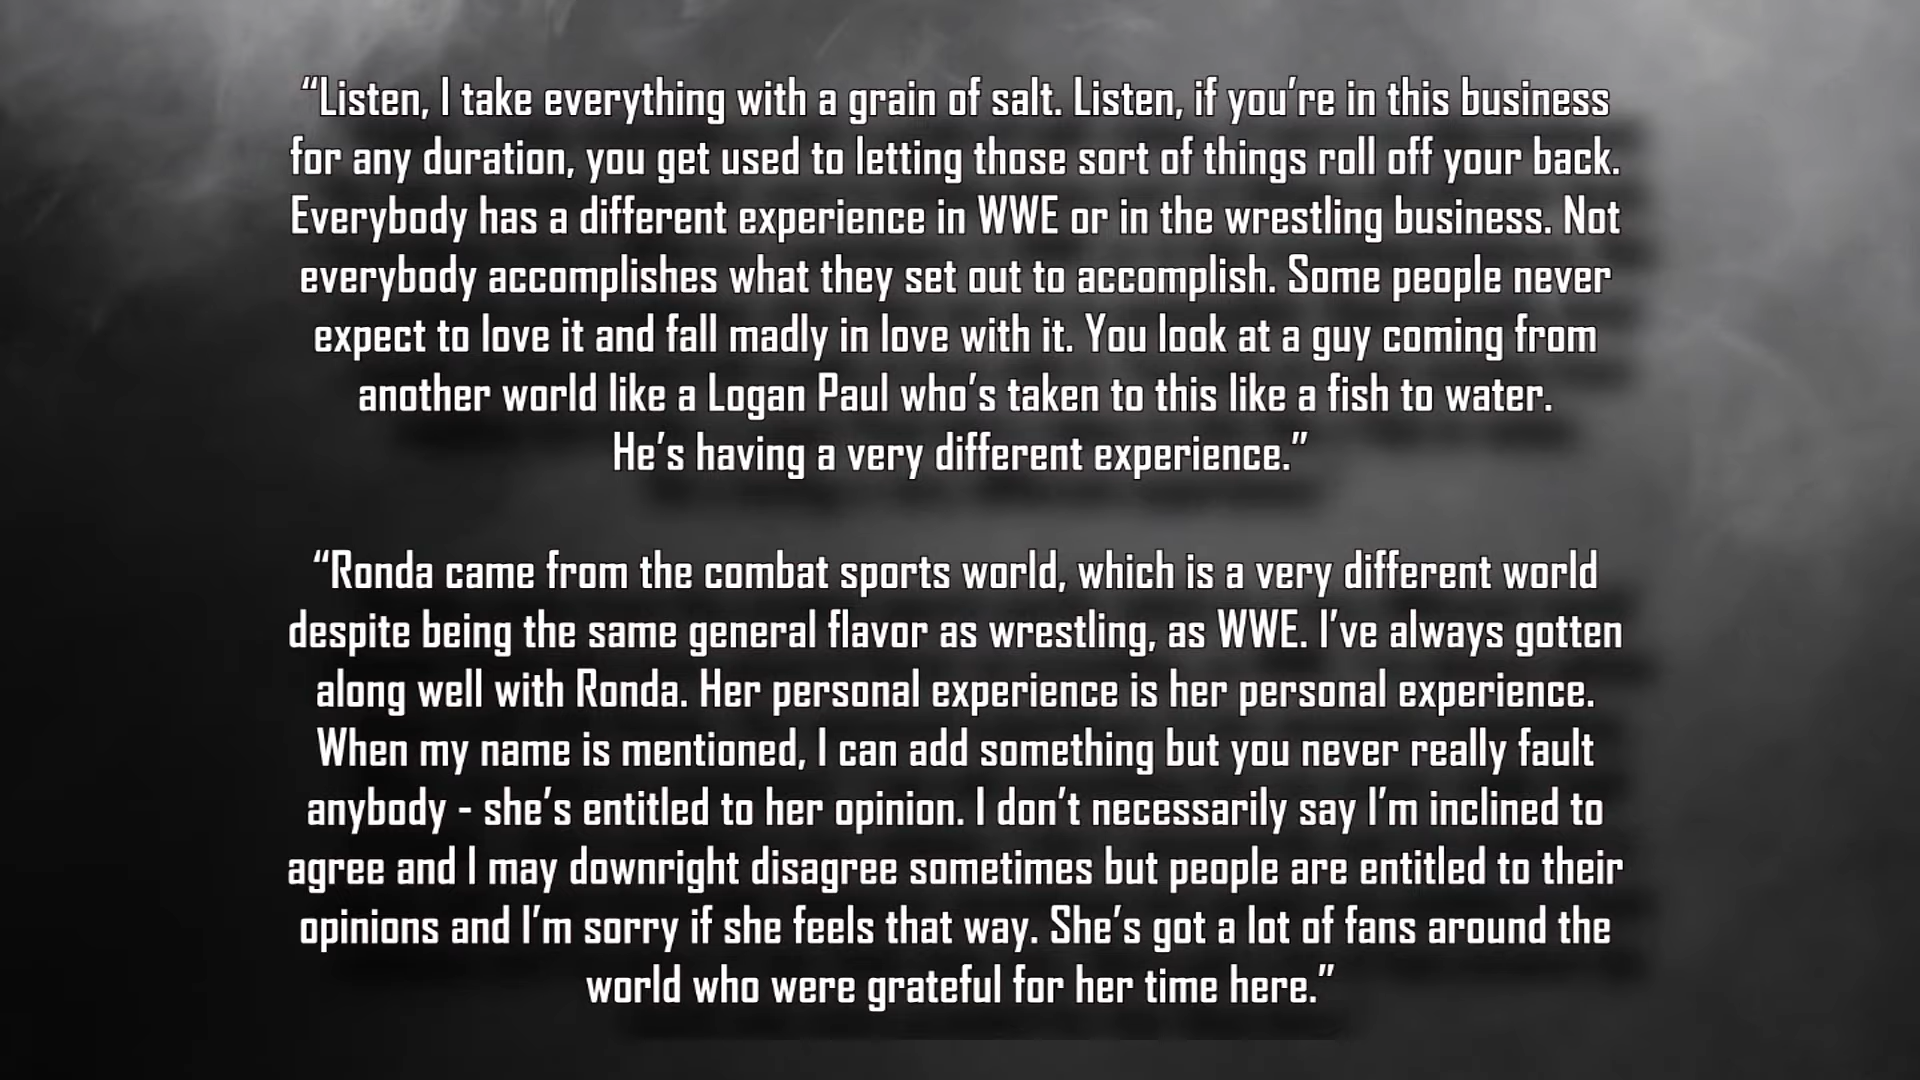 “Listen, I take everything with a grain of salt. Listen, if you’re in this business
for any duration, you get used to letting those sort of things roll off your back.
Everybody has a different experience in WWE or in the wrestling business. Not
everybody accomplishes what they set out to accomplish. Some people never
expect to love it and fall madly in love with it. You look at a guy coming from
another world like a Logan Paul who’s taken to this like a fish to water.
He’s having a very different experience.”
“Ronda came from the combat sports world, which is a very different world
despite being the same general flavor as wrestling, as WWE. I’ve always gotten
along well with Ronda. Her personal experience is her personal experience.
When my name is mentioned, I can add something but you never really fault
anybody - she’s entitled to her opinion. I don’t necessarily say I’m inclined to
agree and I may downright disagree sometimes but people are entitled to their
opinions and I’m sorry if she feels that way. She’s got a lot of fans around the
world who were grateful for her time here.”